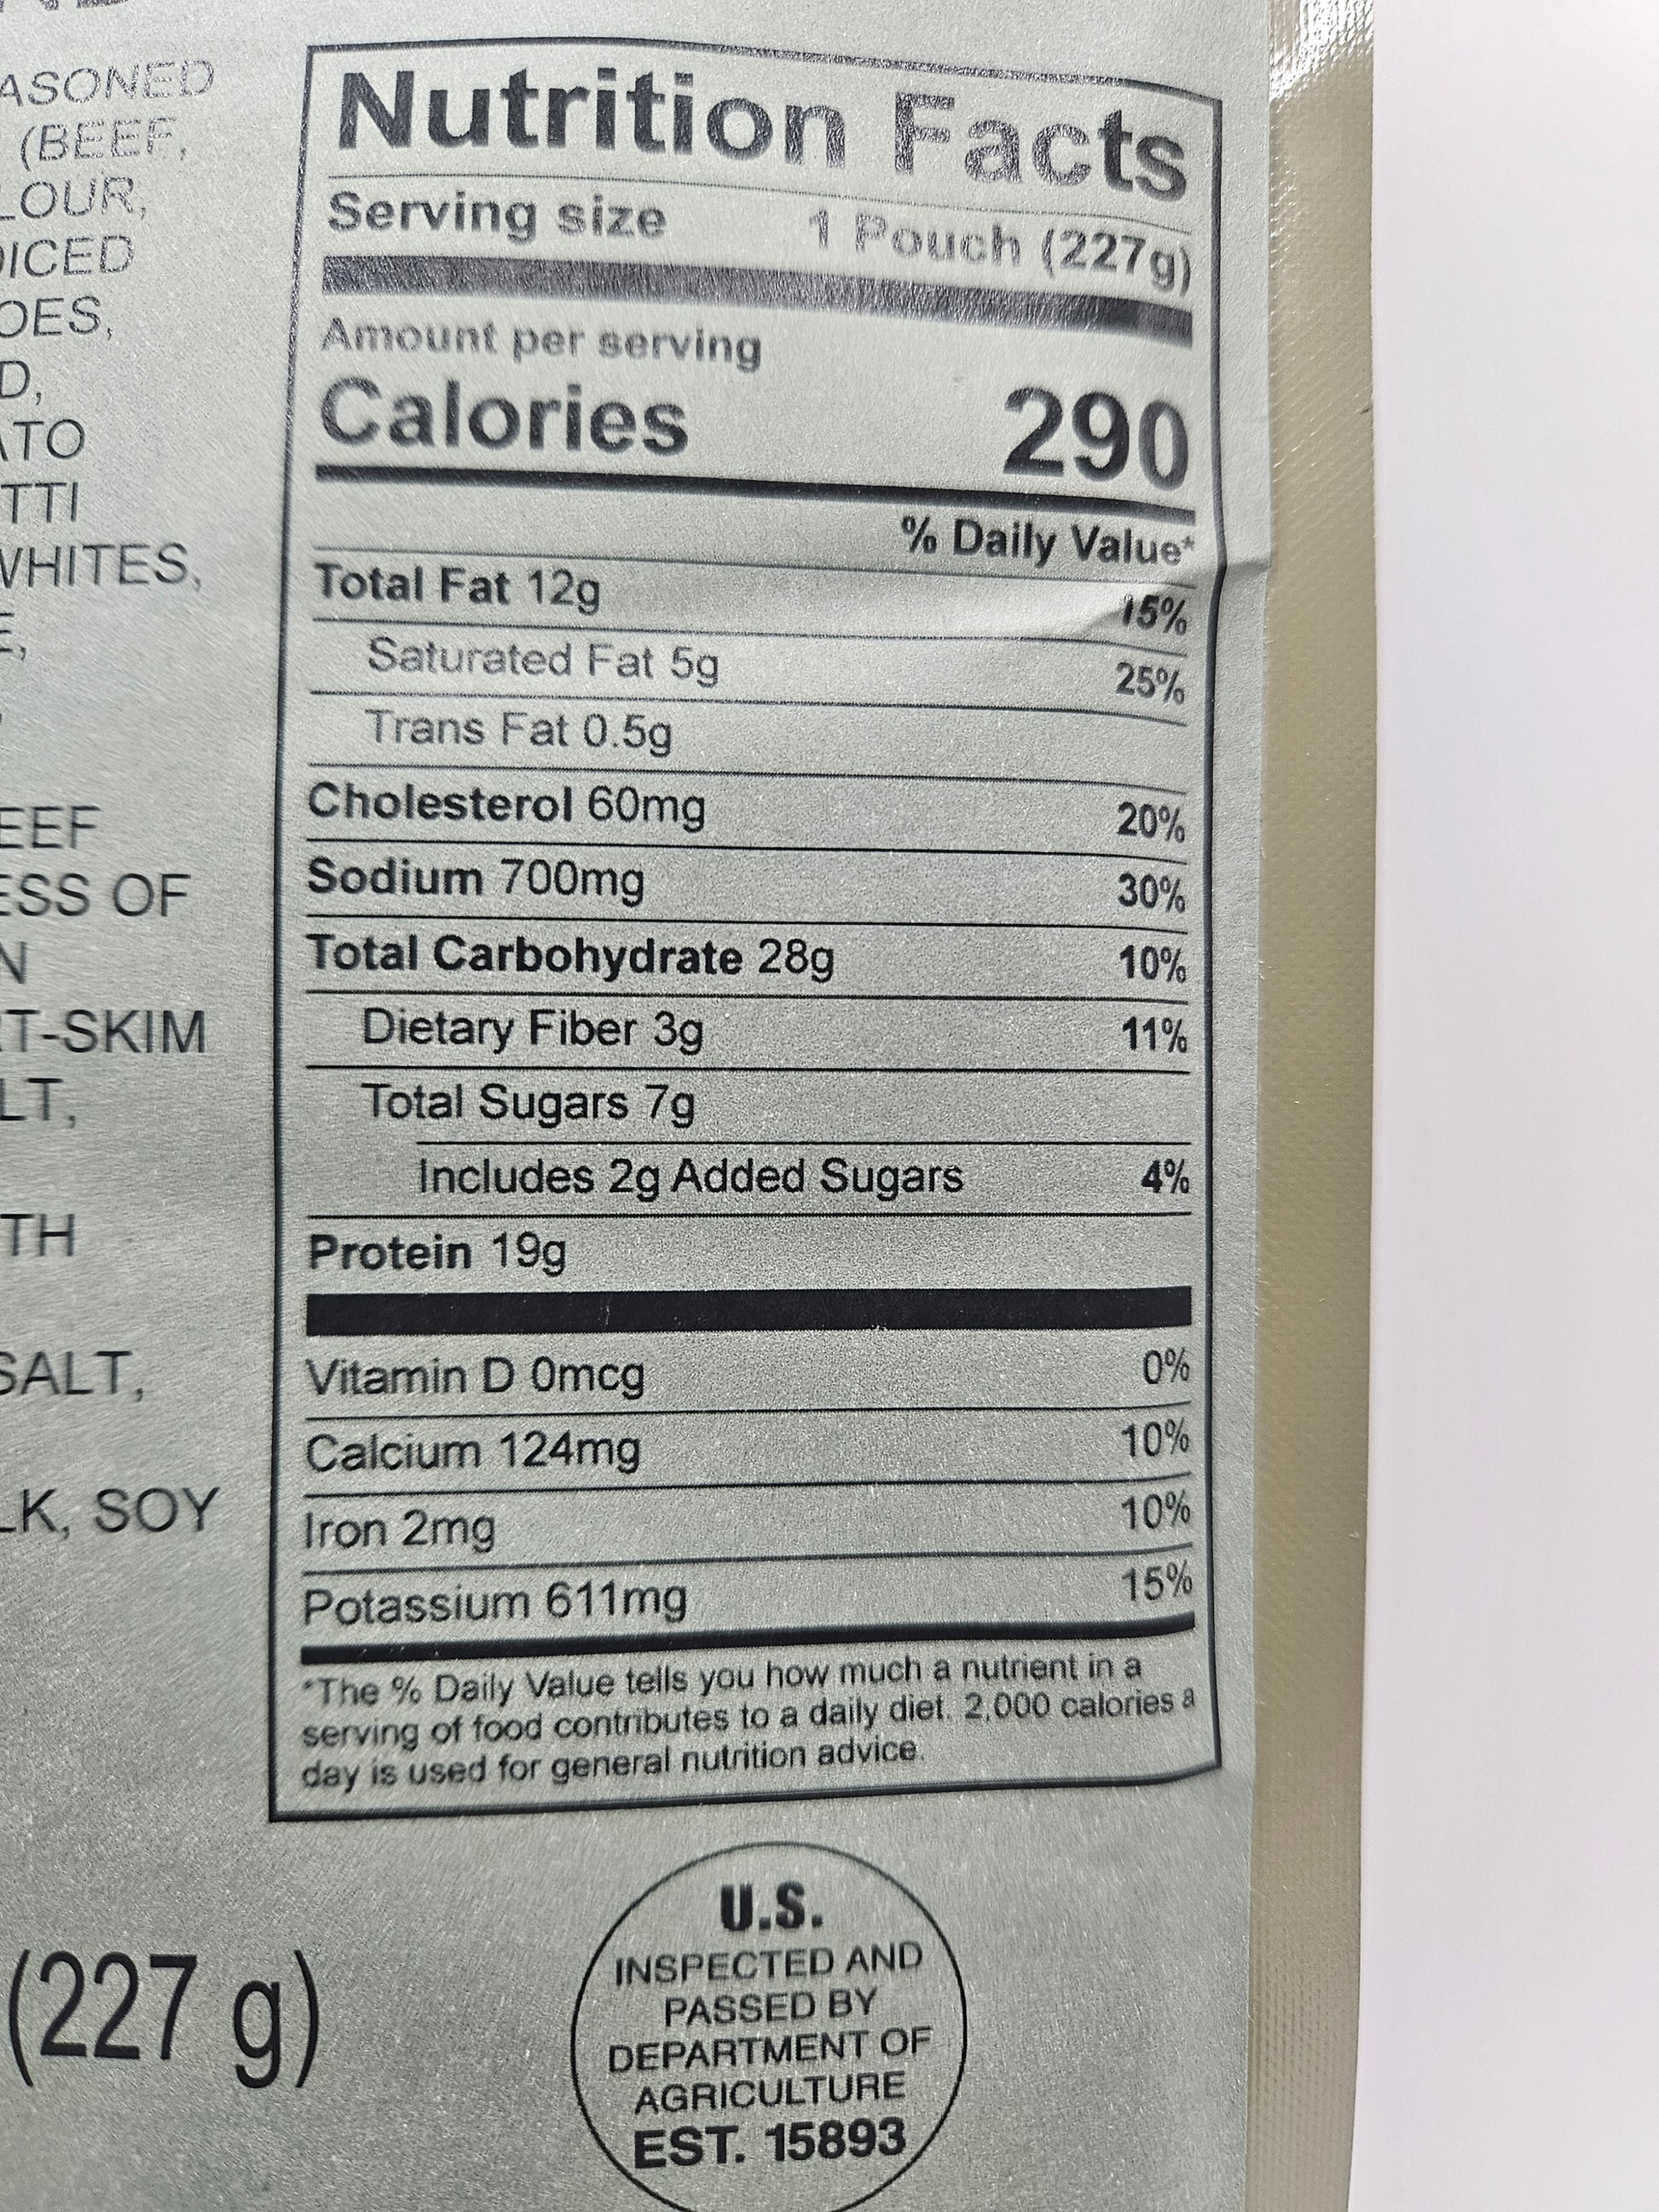 ASONED
(BEEF,
LOUR,
DICED
OES,
D,
ATO
TTI
WHITES,
E,
EEF
ESS OF
N
RT-SKIM
LT,
TH
SALT,
LK, SOY
(227 g)
Nutrition Facts
Serving size 1 Pouch (227g)
Amount per serving
Calories 290
% Daily Value*
Total Fat 12g 15%
Saturated Fat 5g 25%
Trans Fat 0.5g
Cholesterol 60mg 20%
Sodium 700mg 30%
Total Carbohydrate 28g 10%
Dietary Fiber 3g 11%
Total Sugars 7g
Includes 2g Added Sugars 4%
Protein 19g
Vitamin D 0mcg 0%
Calcium 124mg 10%
Iron 2mg 10%
Potassium 611mg 15%
*The % Daily Value tells you how much a nutrient in a
serving of food contributes to a daily diet. 2,000 calories a
day is used for general nutrition advice.
U.S.
INSPECTED AND
PASSED BY
DEPARTMENT OF
AGRICULTURE
EST. 15893